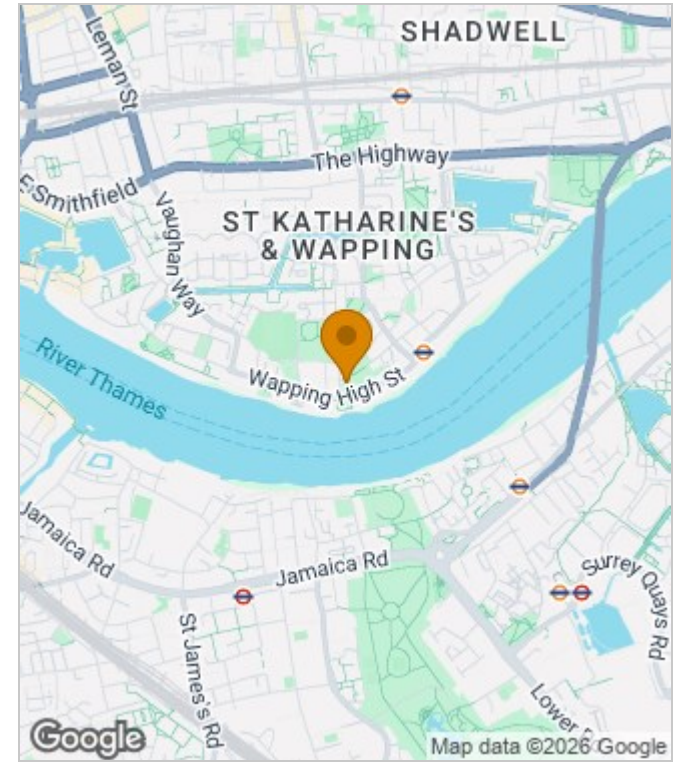 SHADWELL
Leman St
The Highway
E Smithfield
Vaughan Way
ST KATHARINE'S
& WAPPING
River Thames
Wapping High St
Jamaica Rd
Jamaica Rd
Surrey Quays Rd
St James's Rd
Lower
Google
Map data ©2026 Google